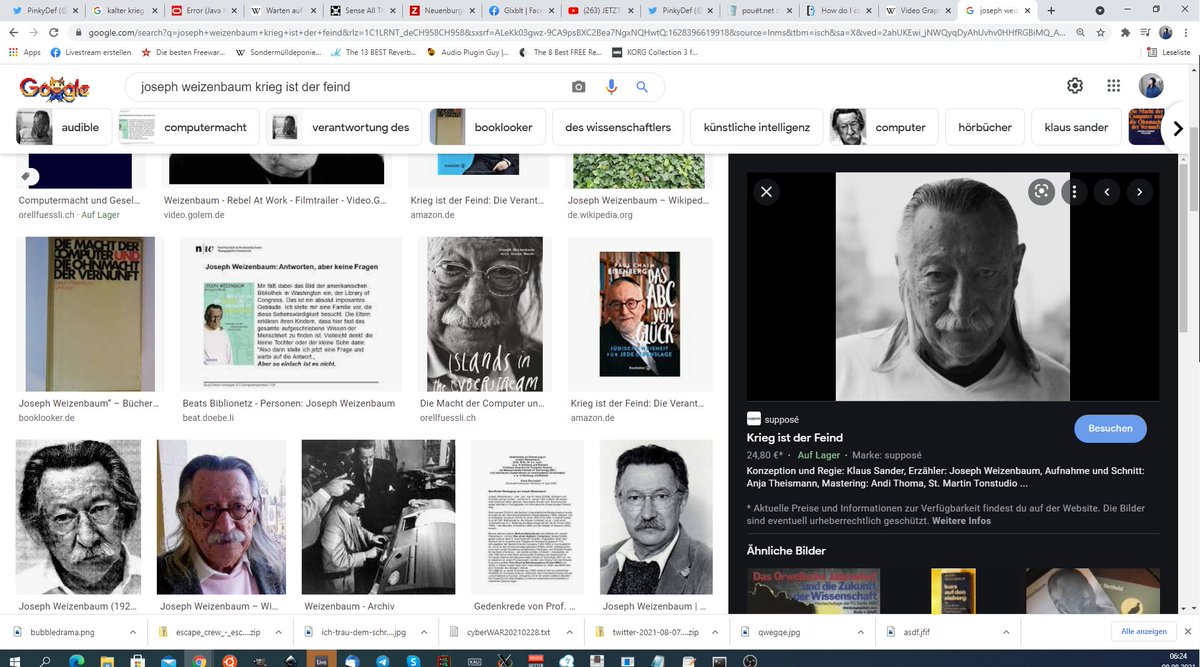 PinkyDef (@
kalter krieg
Error (Java
Warten auf
Sense All Th
Neuenburg
Glxblt | Face
(263) JETZT
PinkyDef (@
pouët.net
How do I co
Video Grap
joseph weiz
google.com/search?q=joseph+weizenbaum+krieg+ist+der+feind&rlz=1C1LRNT_deCH958CH958&sxsrf=
Apps
Livestream erstellen
Die besten Freewar...
Sondermülldeponie...
The 13 BEST Reverb...
Audio Plugin Guy |...
The 8 Best FREE Re...
KORG Collection 3 f...
Leseliste
Google
joseph weizenbaum krieg ist der feind
audible
computermacht
verantwortung des
booklooker
des wissenschaftlers
künstliche intelligenz
computer
hörbücher
klaus sander
Computermacht und Gesel...
orellfuessli.ch · Auf Lager
Weizenbaum - Rebel At Work - Filmtrailer - Video.G...
video.golem.de
Krieg ist der Feind: Die Verant...
amazon.de
Joseph Weizenbaum – Wikiped...
de.wikipedia.org
DIE MACHT DER
COMPUTER UND
DIE OHNMACHT
DER VERNUNFT
Joseph Weizenbaum: Antworten, aber keine Fragen
Mir fällt dabei das Bild der amerikanischen
Bibliothek in Washington ein, der Library of
Congress. Das ist ein absolut imposantes
Gebäude. Ich stelle mir eine Familie vor, die
diese Sehenswürdigkeit besucht. Die Eltern
erklären ihren Kindern, dass hier fast das
gesamte aufgeschriebene Wissen der
Menschheit zu finden ist. Vielleicht denkt die
kleine Tochter oder der kleine Sohn dann:
"Also dann stelle ich jetzt eine Frage und
warte auf die Antwort.
Aber so einfach ist es nicht.
Joseph Weizenbaum
islands in
the cyberstream
PAUL CHAIM
EISENBERG
DAS
ABC
VOM
GLÜCK
JÜDISCHE WEISHEIT
FÜR JEDE LEBENSLAGE
Joseph Weizenbaum" – Bücher...
booklooker.de
Beats Biblionetz - Personen: Joseph Weizenbaum
beat.doebe.li
Die Macht der Computer un...
orellfuessli.ch
Krieg ist der Feind: Die Verant...
amazon.de
Joseph Weizenbaum (192...
Joseph Weizenbaum – Wi...
Weizenbaum - Archiv
Gedenkrede von Prof. ...
Joseph Weizenbaum | ...
supposé
Krieg ist der Feind
Besuchen
24,80 €* · Auf Lager · Marke: supposé
Konzeption und Regie: Klaus Sander, Erzähler: Joseph Weizenbaum, Aufnahme und Schnitt:
Anja Theismann, Mastering: Andi Thoma, St. Martin Tonstudio ...
* Aktuelle Preise und Informationen zur Verfügbarkeit findest du auf der Website. Die Bilder
sind eventuell urheberrechtlich geschützt. Weitere Infos
Ähnliche Bilder
kurs
auf den
eisberg
bubbledrama.png
escape_crew_-_esc....zip
ich-trau-dem-schr....jpg
cyberWAR20210228.txt
twitter-2021-08-07....zip
qwegqe.jpg
asdf.jfif
Alle anzeigen
Live
06:24